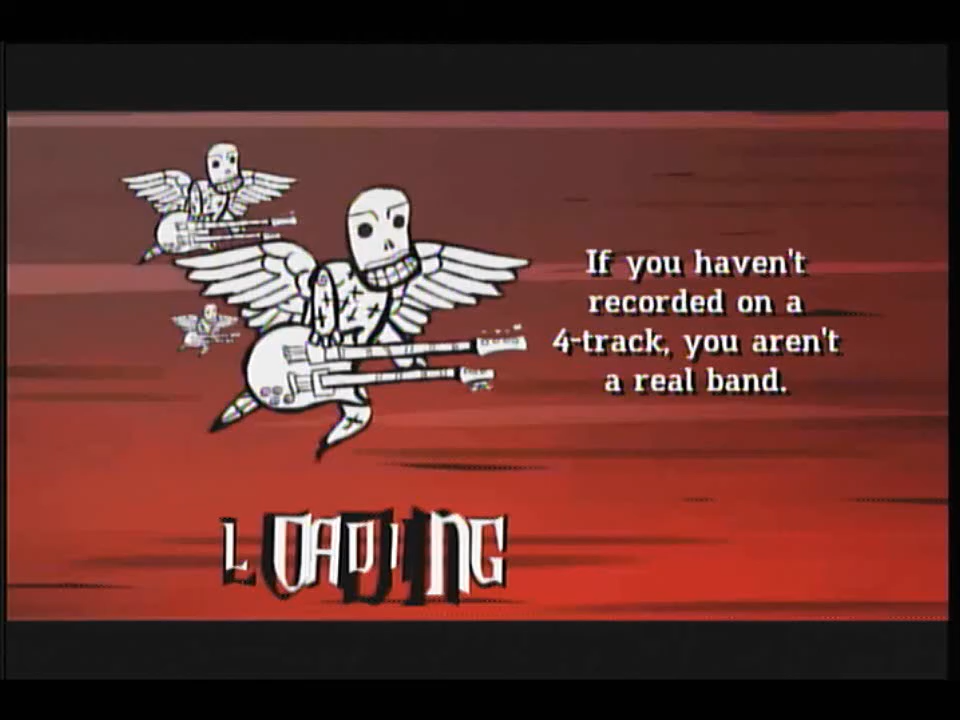 If you haven't
recorded on a
4-track, you aren't
a real band.
LOADING